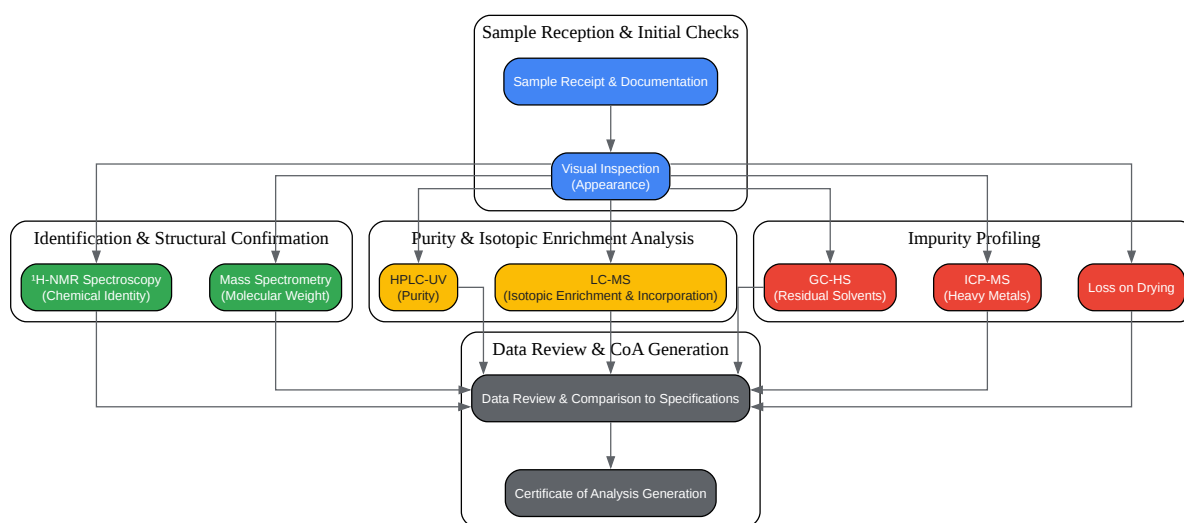 Sample Reception & Initial Checks
Sample Receipt & Documentation
Visual Inspection
(Appearance)
Identification & Structural Confirmation
¹H-NMR Spectroscopy
(Chemical Identity)
Mass Spectrometry
(Molecular Weight)
Purity & Isotopic Enrichment Analysis
HPLC-UV
(Purity)
LC-MS
(Isotopic Enrichment & Incorporation)
Impurity Profiling
GC-HS
(Residual Solvents)
ICP-MS
(Heavy Metals)
Loss on Drying
Data Review & CoA Generation
Data Review & Comparison to Specifications
Certificate of Analysis Generation